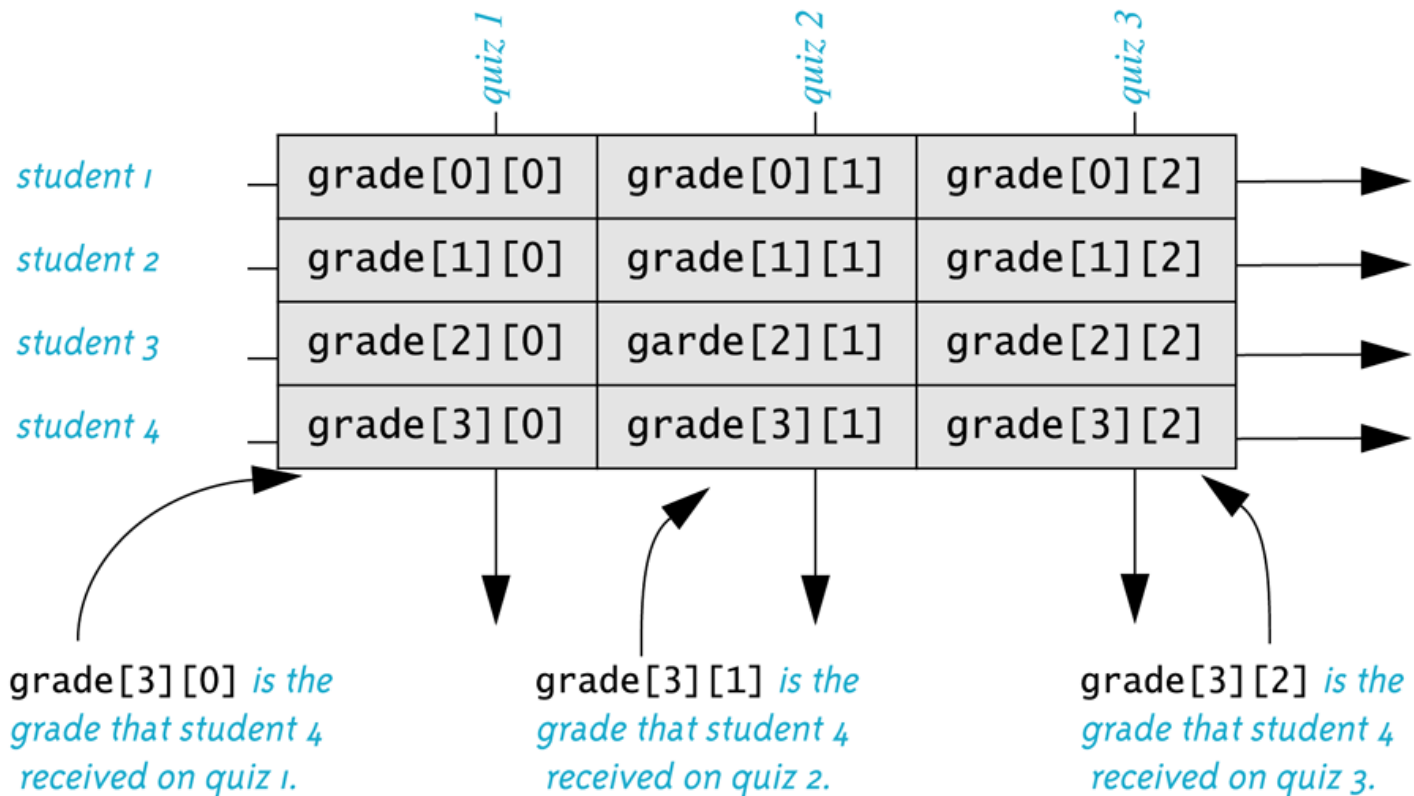 quiz 1 quiz 2 quiz 3
student 1 grade[0][0] grade[0][1] grade[0][2]
student 2 grade[1][0] grade[1][1] grade[1][2]
student 3 grade[2][0] garde[2][1] grade[2][2]
student 4 grade[3][0] grade[3][1] grade[3][2]
grade[3][0] is the
grade that student 4
received on quiz 1.
grade[3][1] is the
grade that student 4
received on quiz 2.
grade[3][2] is the
grade that student 4
received on quiz 3.